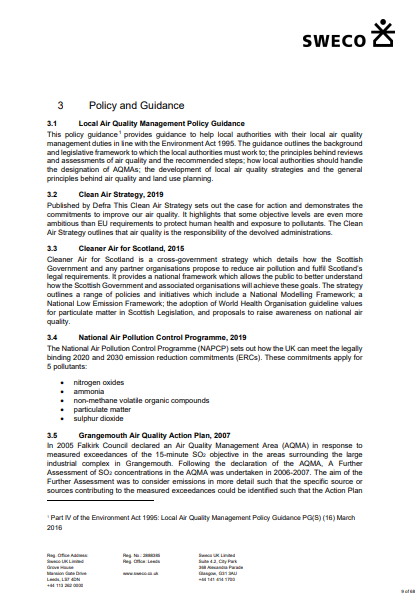 SWECO
3 Policy and Guidance
3.1 Local Air Quality Management Policy Guidance
This policy guidance¹ provides guidance to help local authorities with their local air quality
management duties in line with the Environment Act 1995. The guidance outlines the background
and legislative framework to which the local authorities must work to; the principles behind reviews
and assessments of air quality and the recommended steps; how local authorities should handle
the designation of AQMAs; the development of local air quality strategies and the general
principles behind air quality and land use planning.
3.2 Clean Air Strategy, 2019
Published by Defra This Clean Air Strategy sets out the case for action and demonstrates the
commitments to improve our air quality. It highlights that some objective levels are even more
ambitious than EU requirements to protect human health and exposure to pollutants. The Clean
Air Strategy outlines that air quality is the responsibility of the devolved administrations.
3.3 Cleaner Air for Scotland, 2015
Cleaner Air for Scotland is a cross-government strategy which details how the Scottish
Government and any partner organisations propose to reduce air pollution and fulfil Scotland's
legal requirements. It provides a national framework which allows the public to better understand
how the Scottish Government and associated organisations will achieve these goals. The strategy
outlines a range of policies and initiatives which include a National Modelling Framework; a
National Low Emission Framework; the adoption of World Health Organisation guideline values
for particulate matter in Scottish Legislation, and proposals to raise awareness on national air
quality.
3.4 National Air Pollution Control Programme, 2019
The National Air Pollution Control Programme (NAPCP) sets out how the UK can meet the legally
binding 2020 and 2030 emission reduction commitments (ERCs). These commitments apply for
5 pollutants:
• nitrogen oxides
• ammonia
• non-methane volatile organic compounds
• particulate matter
• sulphur dioxide
3.5 Grangemouth Air Quality Action Plan, 2007
In 2005 Falkirk Council declared an Air Quality Management Area (AQMA) in response to
measured exceedances of the 15-minute SO₂ objective in the areas surrounding the large
industrial complex in Grangemouth. Following the declaration of the AQMA, A Further
Assessment of SO₂ concentrations in the AQMA was undertaken in 2006-2007. The aim of the
Further Assessment was to consider emissions in more detail such that the specific source or
sources contributing to the measured exceedances could be identified such that the Action Plan
¹ Part IV of the Environment Act 1995: Local Air Quality Management Policy Guidance PG(S) (16) March
2016
Reg. Office Address: Reg. No.: 2888385 Sweco UK Limited
Sweco UK Limited Reg. Office: Leeds Suite 4.2, City Park
Grove House 368 Alexandra Parade
Mansion Gate Drive www.sweco.co.uk Glasgow, G31 3AU
Leeds, LS7 4DN +44 141 414 1700
+44 113 262 0000
9 of 68